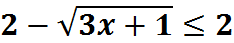 2 − √(3x + 1) ≤ 2